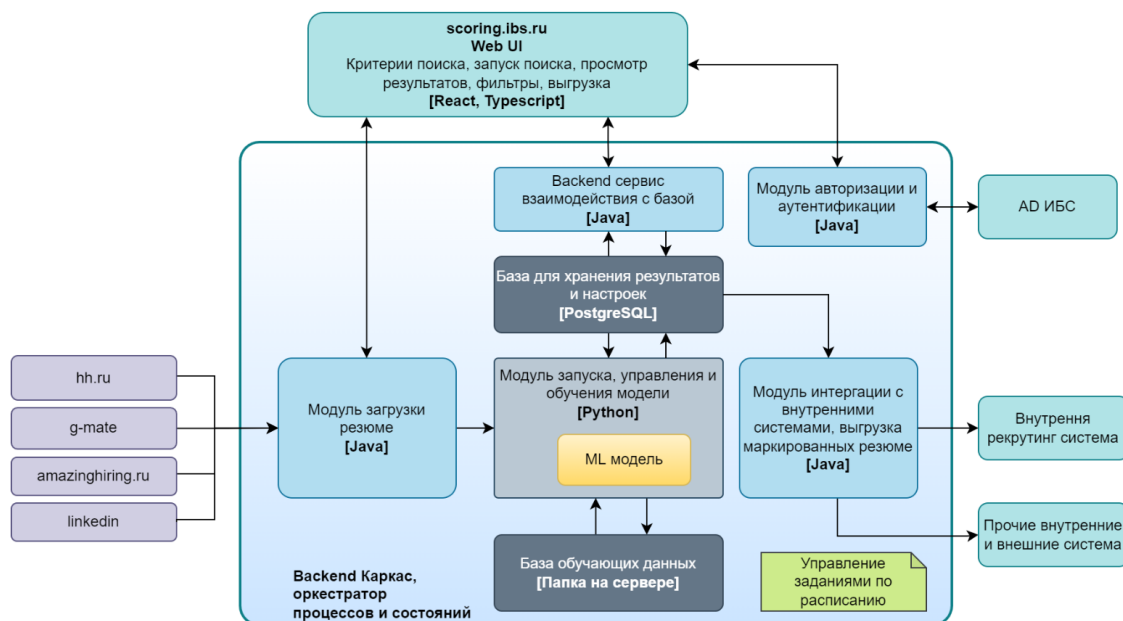 scoring.ibs.ru
Web UI
Критерии поиска, запуск поиска, просмотр
результатов, фильтры, выгрузка
[React, Typescript]
Backend сервис
взаимодействия с базой
[Java]
Модуль авторизации и
аутентификации
[Java]
AD ИБС
База для хранения результатов
и настроек
[PostgreSQL]
hh.ru
g-mate
amazinghiring.ru
linkedin
Модуль загрузки
резюме
[Java]
Модуль запуска, управления и
обучения модели
[Python]
ML модель
Модуль интергации с
внутренними
системами, выгрузка
маркированных резюме
[Java]
Внутрення
рекрутинг система
Прочие внутренние
и внешние система
База обучающих данных
[Папка на сервере]
Управление
заданиями по
расписанию
Backend Каркас,
оркестратор
процессов и состояний